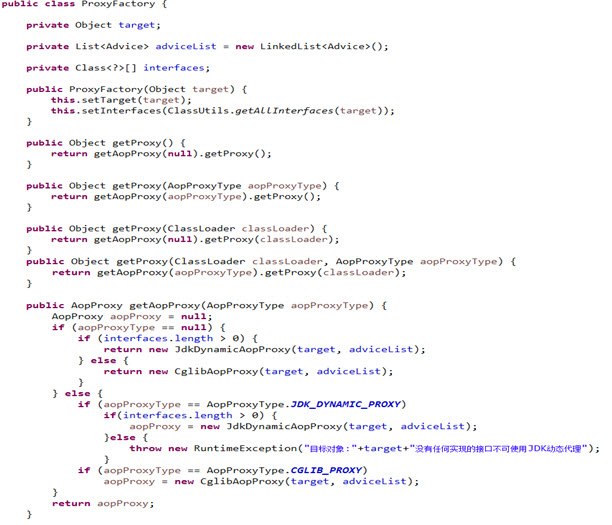 public class ProxyFactory {
private Object target;
private List<Advice> adviceList = new LinkedList<Advice>();
private Class<?>[] interfaces;
public ProxyFactory(Object target) {
this.setTarget(target);
this.setInterfaces(ClassUtils.getAllInterfaces(target));
}
public Object getProxy() {
return getAopProxy(null).getProxy();
}
public Object getProxy(AopProxyType aopProxyType) {
return getAopProxy(aopProxyType).getProxy();
}
public Object getProxy(ClassLoader classLoader) {
return getAopProxy(null).getProxy(classLoader);
}
public Object getProxy(ClassLoader classLoader, AopProxyType aopProxyType) {
return getAopProxy(aopProxyType).getProxy(classLoader);
}
public AopProxy getAopProxy(AopProxyType aopProxyType) {
AopProxy aopProxy = null;
if (aopProxyType == null) {
if (interfaces.length > 0) {
return new JdkDynamicAopProxy(target, adviceList);
} else {
return new CglibAopProxy(target, adviceList);
}
} else {
if (aopProxyType == AopProxyType.JDK_DYNAMIC_PROXY)
if(interfaces.length > 0) {
aopProxy = new JdkDynamicAopProxy(target, adviceList);
}else {
throw new RuntimeException("目标对象："+target+"没有任何实现的接口不可使用JDK动态代理");
}
if (aopProxyType == AopProxyType.CGLIB_PROXY)
aopProxy = new CglibAopProxy(target, adviceList);
}
return aopProxy;
}